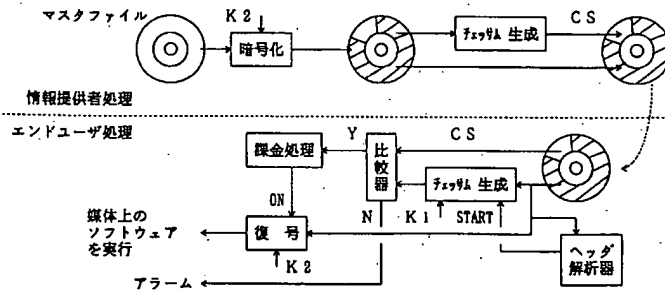 マスタファイル
K2
CS
暗号化
チェッサム 生成
情報提供者処理
エンドユーザ処理
Y
CS
課金処理
比較器
チェッサム 生成
ON
N
K1
START
媒体上の
ソフトウェア
を実行
復 号
ヘッダ
解析器
K2
アラーム